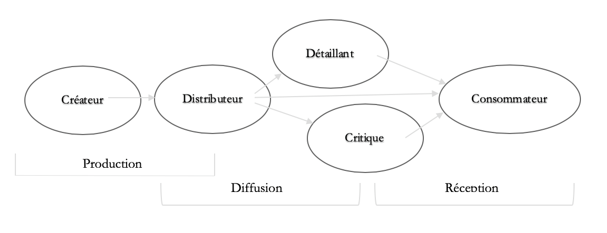 Détaillant
Créateur
Distributeur
Consommateur
Critique
Production
Diffusion
Réception